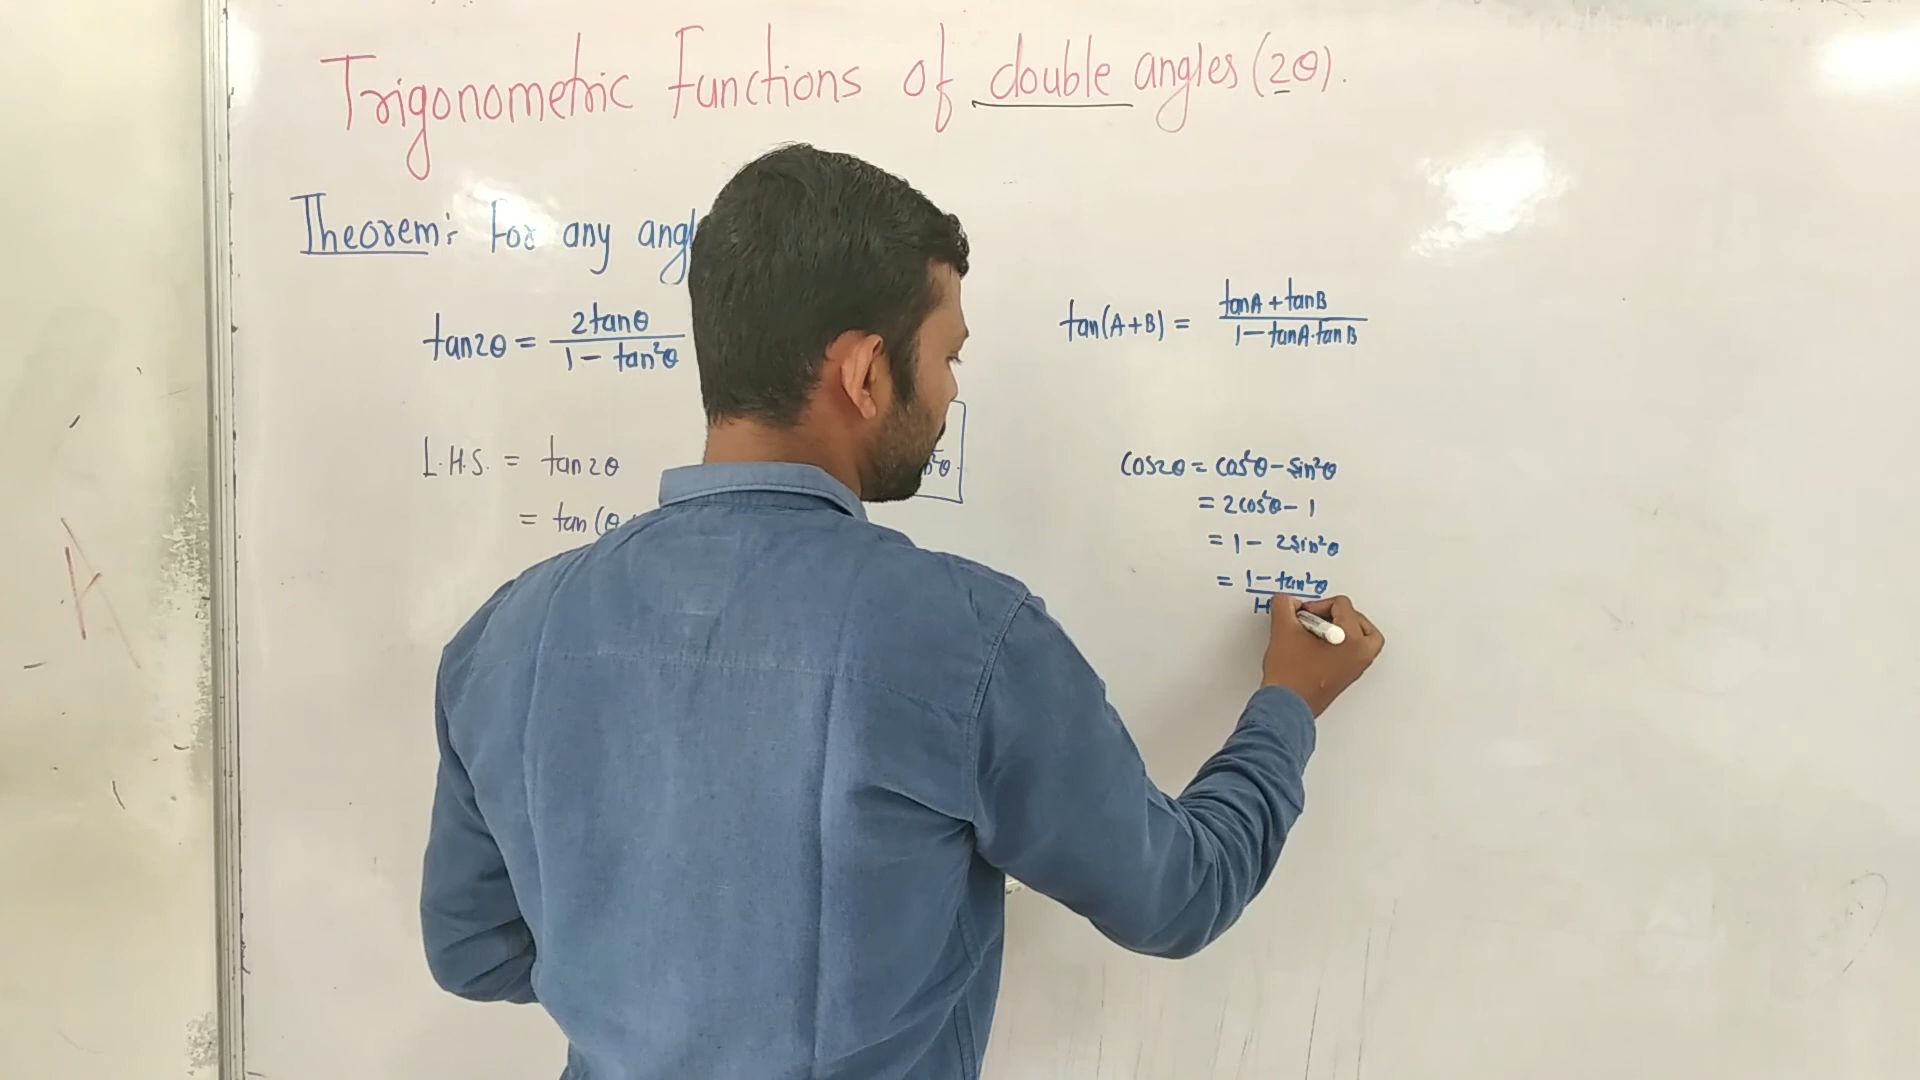 Trigonometric Functions of double angles (2θ).
Theorem: For any
tan2θ = 2tanθ / 1 - tan²θ
L.H.S. = tan2θ
= tan(θ
tan(A+B) = tanA + tanB / 1 - tanA.tanB
cos2θ = cos²θ - sin²θ
= 2cos²θ - 1
= 1 - 2sin²θ
= 1 - tan²θ